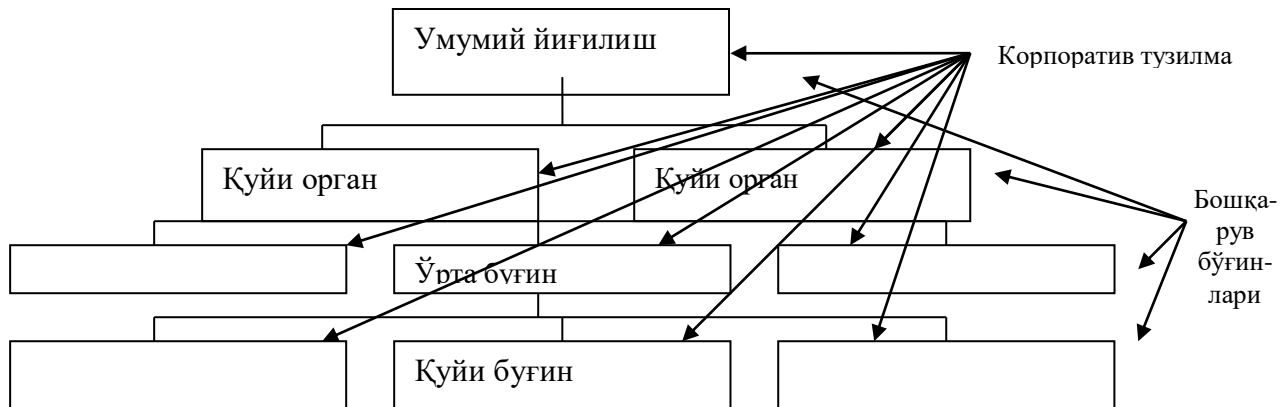 Умумий йиғилиш
Корпоратив тузилма
Қуйи орган
Қуйи орган
Бошқа-
рув
бўғин-
лари
Ўрта буғин
Қуйи буғин